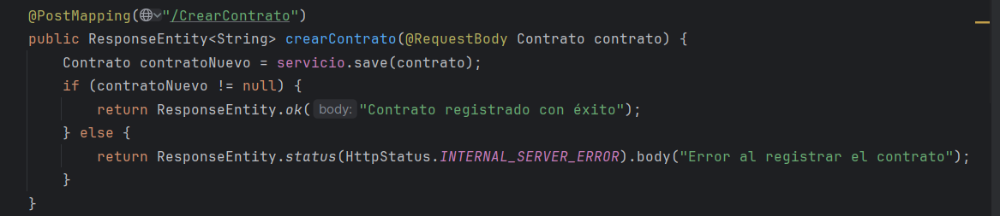 @PostMapping("/CrearContrato")
public ResponseEntity<String> crearContrato(@RequestBody Contrato contrato) {
    Contrato contratoNuevo = servicio.save(contrato);
    if (contratoNuevo != null) {
        return ResponseEntity.ok( body: "Contrato registrado con éxito");
    } else {
        return ResponseEntity.status(HttpStatus.INTERNAL_SERVER_ERROR).body("Error al registrar el contrato");
    }
}